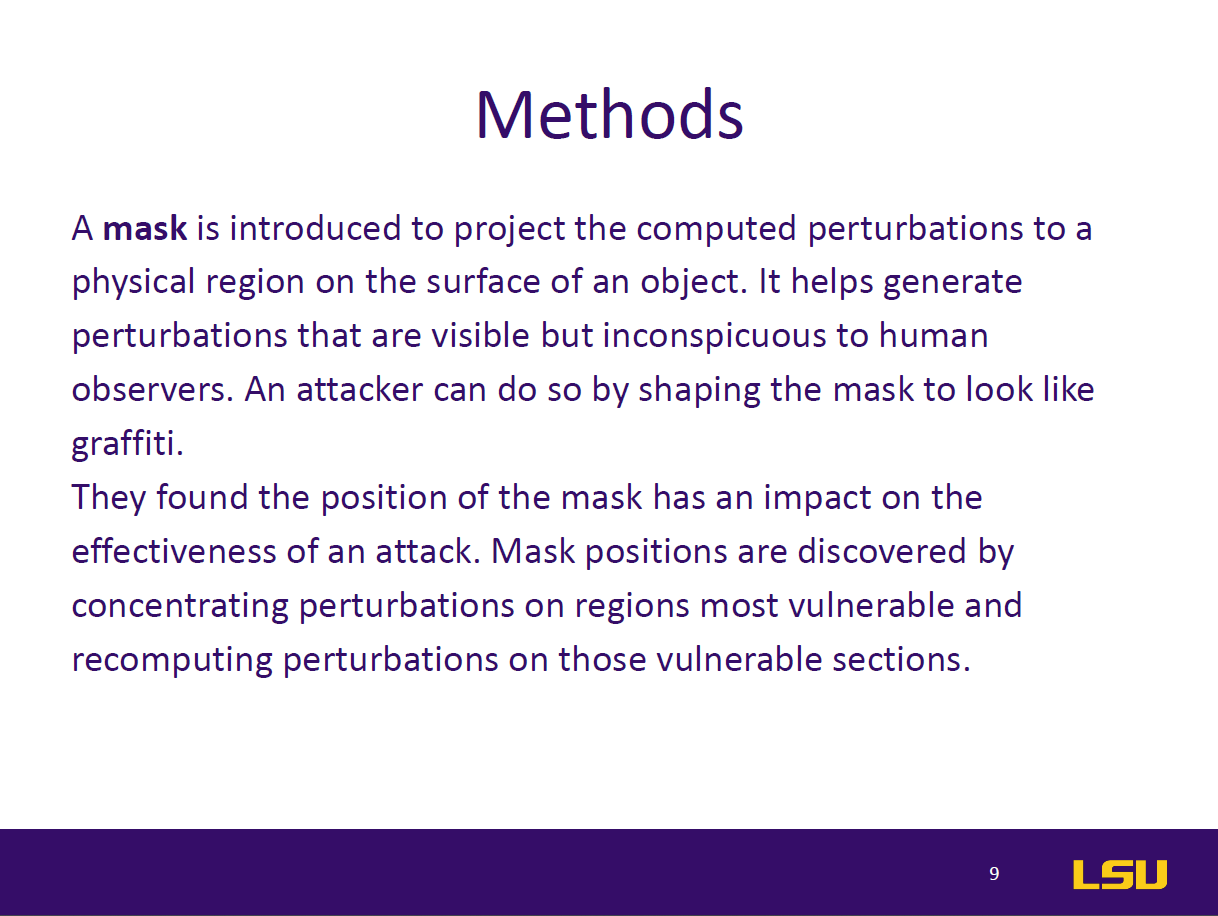 Methods
A mask is introduced to project the computed perturbations to a
physical region on the surface of an object. It helps generate
perturbations that are visible but inconspicuous to human
observers. An attacker can do so by shaping the mask to look like
graffiti.
They found the position of the mask has an impact on the
effectiveness of an attack. Mask positions are discovered by
concentrating perturbations on regions most vulnerable and
recomputing perturbations on those vulnerable sections.
9
LSU